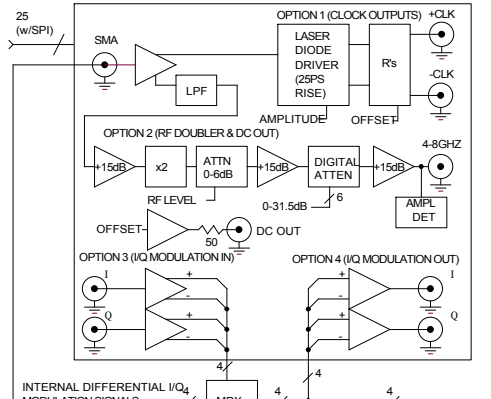 25
(w/SPI)
SMA
OPTION 1 (CLOCK OUTPUTS)
+CLK
LASER
DIODE
DRIVER
(25PS
RISE)
R's
LPF
-CLK
AMPLITUDE
OFFSET
OPTION 2 (RF DOUBLER & DC OUT)
4-8GHZ
+15dB
x2
ATTN
0-6dB
+15dB
DIGITAL
ATTEN
+15dB
RF LEVEL
0-31.5dB
6
AMPL
DET
OFFSET
50
DC OUT
OPTION 3 (I/Q MODULATION IN)
OPTION 4 (I/Q MODULATION OUT)
I
+
-
+
-
I
Q
+
-
+
-
Q
4
4
INTERNAL DIFFERENTIAL I/Q
MODULATION SIGNALS
4
MPX
4
4